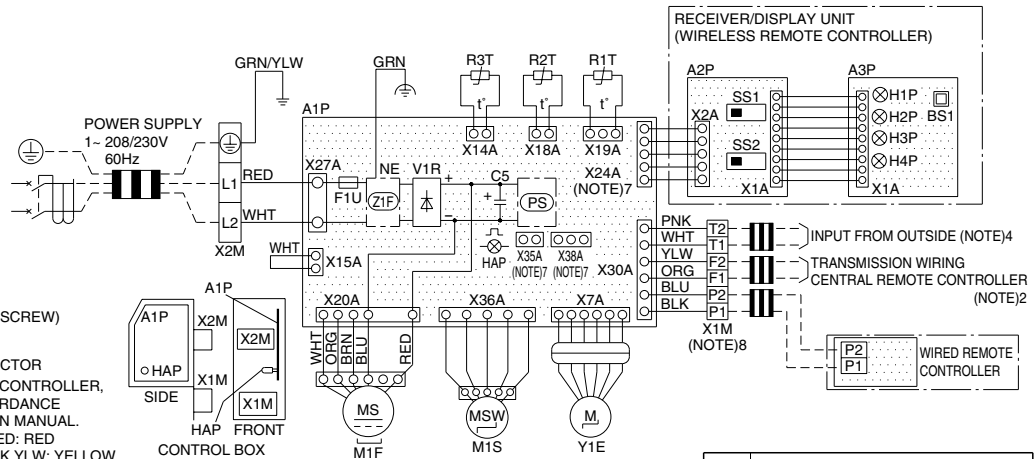 RECEIVER/DISPLAY UNIT
(WIRELESS REMOTE CONTROLLER)
A2P
A3P
SS1
X2A
SS2
X1A
H1P
H2P
BS1
H3P
H4P
X1A
GRN/YLW
GRN
R3T
R2T
R1T
t°
t°
t°
A1P
X14A
X18A
X19A
POWER SUPPLY
1~ 208/230V
60Hz
X24A
(NOTE)7
X27A
NE
V1R
+
C5
L1
RED
F1U
Z1F
+
PS
−
L2
WHT
X2M
WHT
X15A
HAP
X35A
(NOTE)7
X38A
(NOTE)7
X30A
PNK
T2
WHT
T1
YLW
F2
ORG
F1
BLU
P2
BLK
P1
X1M
(NOTE)8
INPUT FROM OUTSIDE (NOTE)4
TRANSMISSION WIRING
CENTRAL REMOTE CONTROLLER
(NOTE)2
P2
P1
WIRED REMOTE
CONTROLLER
X20A
X36A
X7A
WHT
ORG
BRN
BLU
RED
MS
M1F
MSW
M1S
M
Y1E
SCREW)
CTOR
CONTROLLER,
RDANCE
N MANUAL.
ED: RED
K YLW: YELLOW
A1P
A1P
X2M
X2M
HAP
X1M
SIDE
X1M
HAP
FRONT
CONTROL BOX